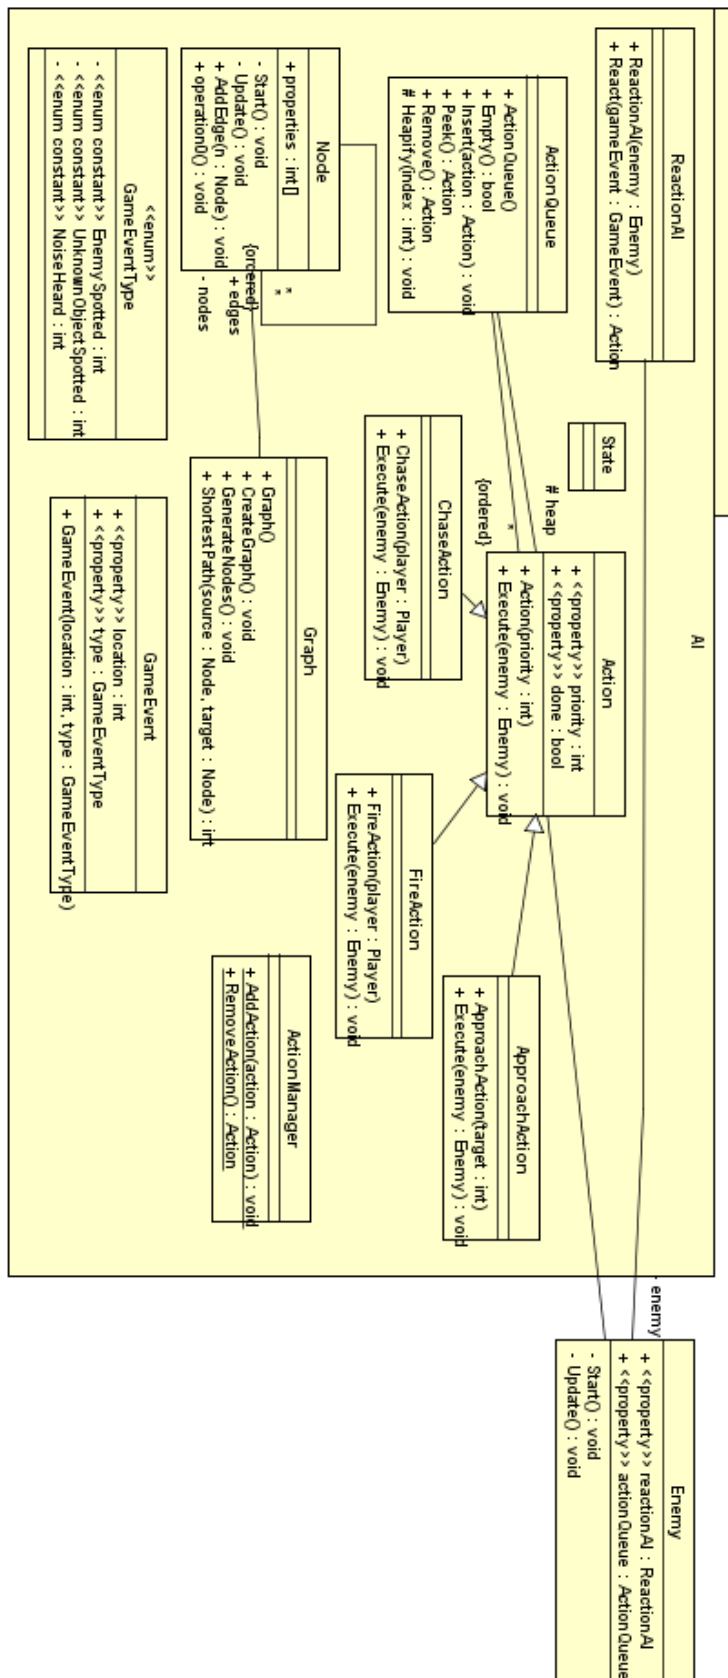 AI
ReactionAI
+ ReactionAI(enemy : Enemy)
+ React(gameEvent : GameEvent) : Action
State
Action
+ <<property>> priority : int
+ <<property>> done : bool
+ Action(priority : int)
+ Execute(enemy : Enemy) : void
ApproachAction
+ ApproachAction(target : int)
+ Execute(enemy : Enemy) : void
Enemy
+ <<property>> reactionAI : ReactionAI
+ <<property>> actionQueue : ActionQueue
- Start() : void
- Update() : void
- enemy
ActionQueue
+ ActionQueue()
+ Empty() : bool
+ Insert(action : Action) : void
+ Peek() : Action
+ Remove() : Action
# Heapify(index : int) : void
# heap
*
{ordered}
ChaseAction
+ ChaseAction(player : Player)
+ Execute(enemy : Enemy) : void
FireAction
+ FireAction(player : Player)
+ Execute(enemy : Enemy) : void
Node
+ properties : int[]
- Start() : void
- Update() : void
+ AddEdge(n : Node) : void
+ operation0() : void
*
*
{ordered}
+ edges
- nodes
Graph
+ Graph()
+ CreateGraph() : void
+ GenerateNodes() : void
+ ShortestPath(source : Node, target : Node) : int
ActionManager
+ AddAction(action : Action) : void
+ RemoveAction() : Action
<<enum>>
GameEventType
- <<enum constant>> EnemySpotted : int
- <<enum constant>> UnknownObjectSpotted : int
- <<enum constant>> NoiseHeard : int
GameEvent
+ <<property>> location : int
+ <<property>> type : GameEventType
+ GameEvent(location : int, type : GameEventType)